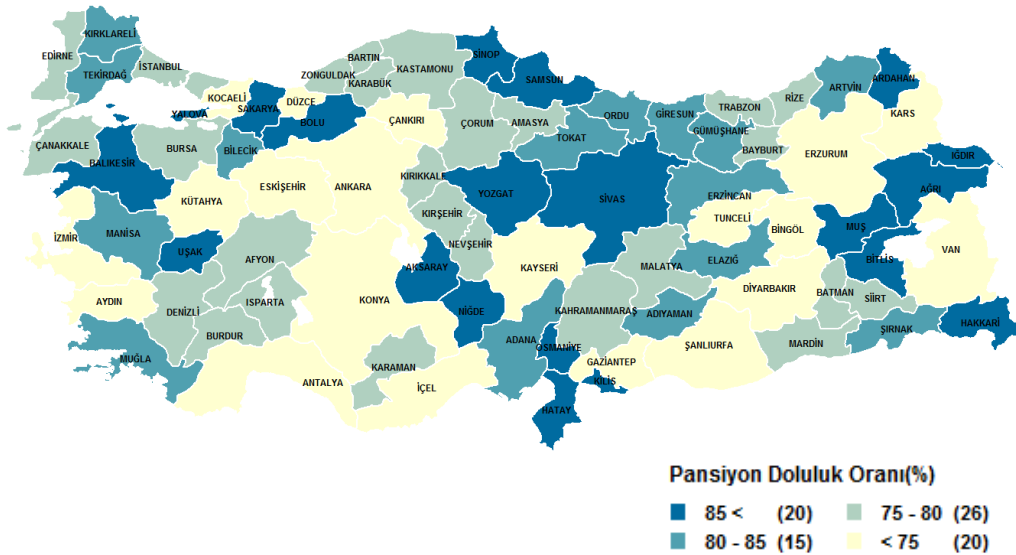 KIRKLARELİ
EDİRNE
TEKİRDAĞ
İSTANBUL
BARTIN
ZONGULDAK
KARABÜK
KASTAMONU
SİNOP
SAMSUN
ARTVİN
ARDAHAN
KARS
KOCAELİ
YALOVA
SAKARYA
DÜZCE
BOLU
ÇANKIRI
ÇORUM
AMASYA
ORDU
TOKAT
GİRESUN
TRABZON
RİZE
GÜMÜŞHANE
BAYBURT
ERZURUM
ÇANAKKALE
BALIKESİR
BURSA
BİLECİK
ESKİŞEHİR
ANKARA
KIRIKKALE
YOZGAT
SİVAS
ERZİNCAN
IĞDIR
AĞRI
KÜTAHYA
KIRŞEHİR
NEVŞEHİR
TUNCELİ
BİNGÖL
MUŞ
VAN
İZMİR
MANİSA
UŞAK
AFYON
AKSARAY
KAYSERİ
MALATYA
ELAZIĞ
BİTLİS
AYDIN
DENİZLİ
ISPARTA
KONYA
NİĞDE
KAHRAMANMARAŞ
ADIYAMAN
DİYARBAKIR
BATMAN
SİİRT
BURDUR
ADANA
OSMANİYE
ŞANLIURFA
MARDİN
ŞIRNAK
HAKKARİ
MUĞLA
ANTALYA
KARAMAN
İÇEL
GAZİANTEP
KİLİS
HATAY
Pansiyon Doluluk Oranı(%)
85 < (20) 75 - 80 (26)
80 - 85 (15) < 75 (20)